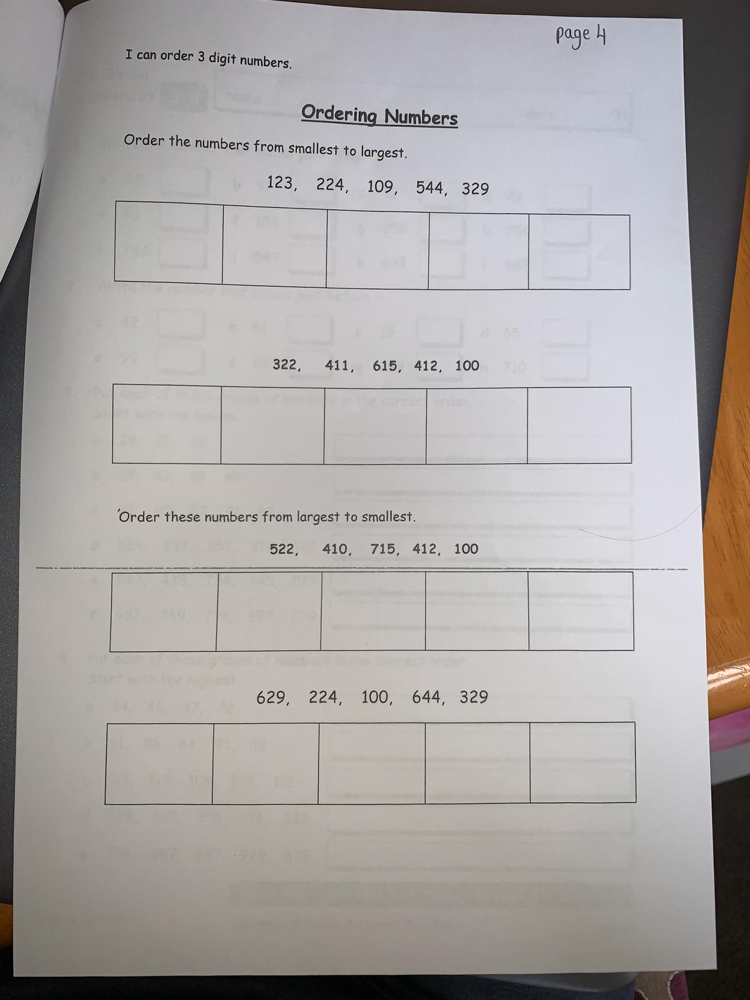 page 4
I can order 3 digit numbers.
Ordering Numbers
Order the numbers from smallest to largest.
123, 224, 109, 544, 329
322, 411, 615, 412, 100
Order these numbers from largest to smallest.
522, 410, 715, 412, 100
629, 224, 100, 644, 329